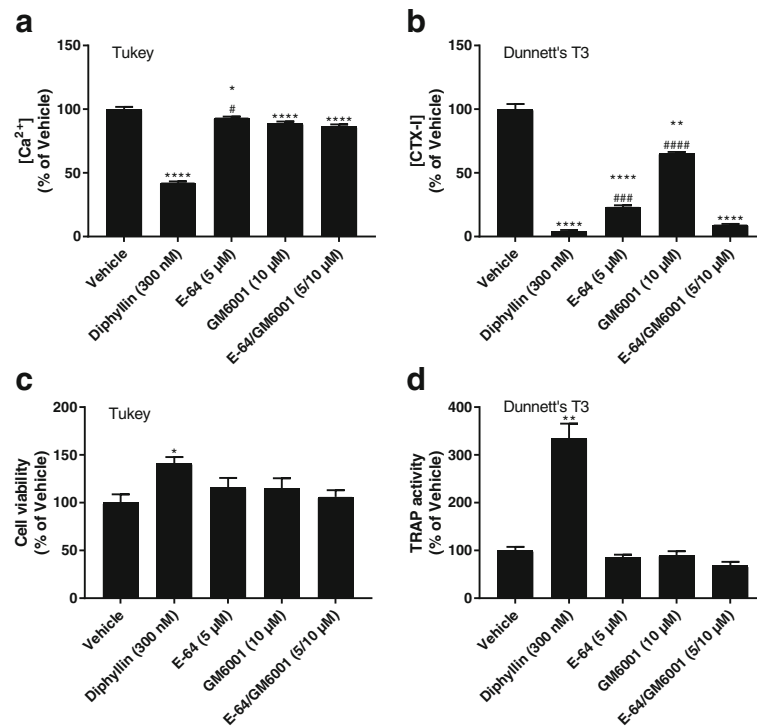 a
Tukey
[Ca²⁺]
(% of Vehicle)
150
100
50
0
*
#
****
****
****
Vehicle
Diphyllin (300 nM)
E-64 (5 µM)
GM6001 (10 µM)
E-64/GM6001 (5/10 µM)
b
Dunnett's T3
[CTX-I]
(% of Vehicle)
150
100
50
0
**
####
****
###
****
****
Vehicle
Diphyllin (300 nM)
E-64 (5 µM)
GM6001 (10 µM)
E-64/GM6001 (5/10 µM)
c
Tukey
Cell viability
(% of Vehicle)
200
150
100
50
0
*
Vehicle
Diphyllin (300 nM)
E-64 (5 µM)
GM6001 (10 µM)
E-64/GM6001 (5/10 µM)
d
Dunnett's T3
TRAP activity
(% of Vehicle)
400
300
200
100
0
**
Vehicle
Diphyllin (300 nM)
E-64 (5 µM)
GM6001 (10 µM)
E-64/GM6001 (5/10 µM)